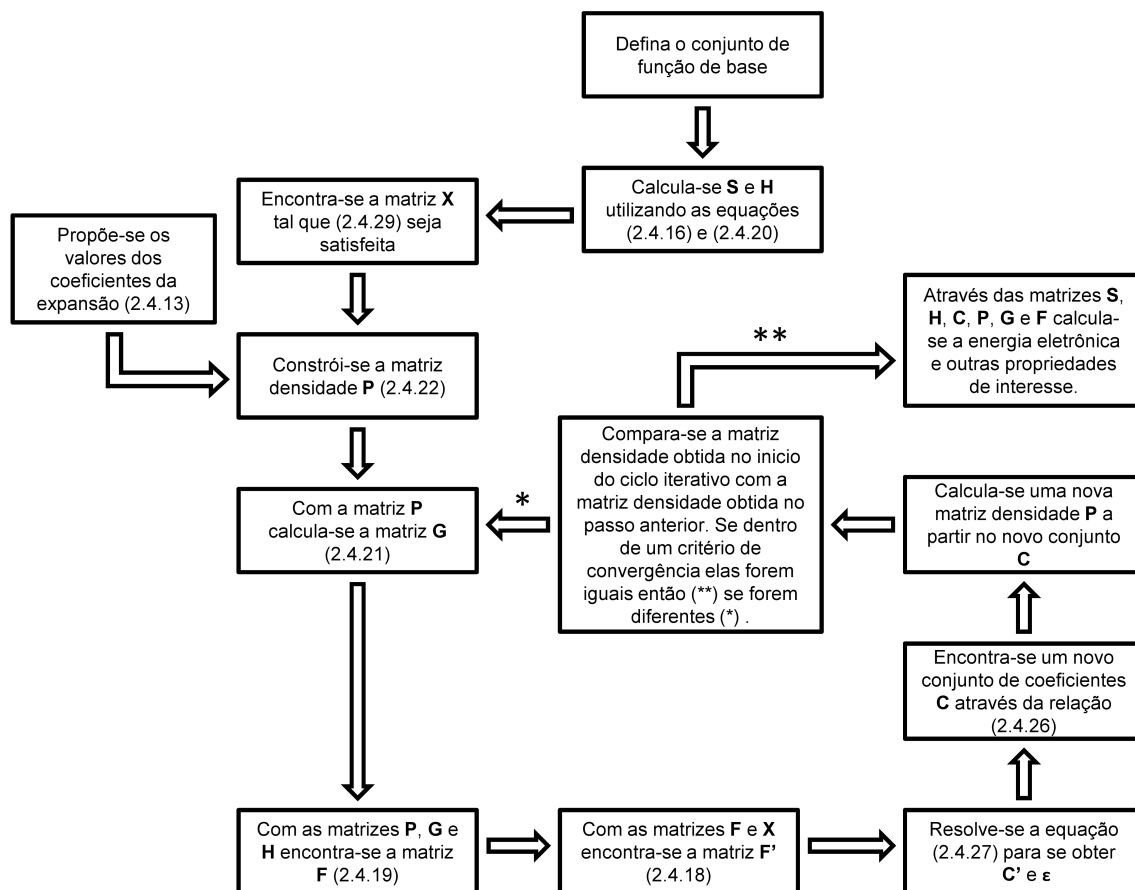 Defina o conjunto de
função de base
Calcula-se S e H
utilizando as equações
(2.4.16) e (2.4.20)
Encontra-se a matriz X
tal que (2.4.29) seja
satisfeita
Propõe-se os
valores dos
coeficientes da
expansão (2.4.13)
Constrói-se a matriz
densidade P (2.4.22)
Com a matriz P
calcula-se a matriz G
(2.4.21)
Com as matrizes P, G e
H encontra-se a matriz
F (2.4.19)
Com as matrizes F e X
encontra-se a matriz F’
(2.4.18)
Resolve-se a equação
(2.4.27) para se obter
C’ e ε
Encontra-se um novo
conjunto de coeficientes
C através da relação
(2.4.26)
Calcula-se uma nova
matriz densidade P a
partir no novo conjunto
C
Compara-se a matriz
densidade obtida no inicio
do ciclo iterativo com a
matriz densidade obtida no
passo anterior. Se dentro
de um critério de
convergência elas forem
iguais então (**) se forem
diferentes (*) .
*
**
Através das matrizes S,
H, C, P, G e F calcula-
se a energia eletrônica
e outras propriedades
de interesse.